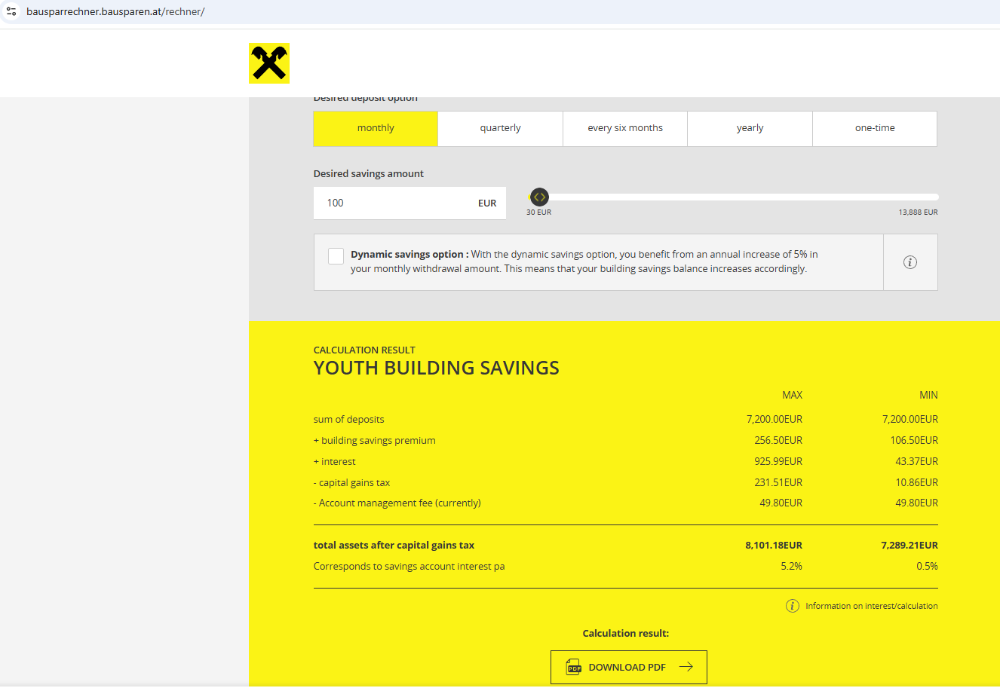 bausparrechner.bausparen.at/rechner/
Desired deposit option
monthly quarterly every six months yearly one-time
Desired savings amount
100 EUR
30 EUR 13,888 EUR
Dynamic savings option : With the dynamic savings option, you benefit from an annual increase of 5% in
your monthly withdrawal amount. This means that your building savings balance increases accordingly.
CALCULATION RESULT
YOUTH BUILDING SAVINGS
MAX MIN
sum of deposits 7,200.00EUR 7,200.00EUR
+ building savings premium 256.50EUR 106.50EUR
+ interest 925.99EUR 43.37EUR
- capital gains tax 231.51EUR 10.86EUR
- Account management fee (currently) 49.80EUR 49.80EUR
total assets after capital gains tax 8,101.18EUR 7,289.21EUR
Corresponds to savings account interest pa 5.2% 0.5%
i Information on interest/calculation
Calculation result:
PDF DOWNLOAD PDF